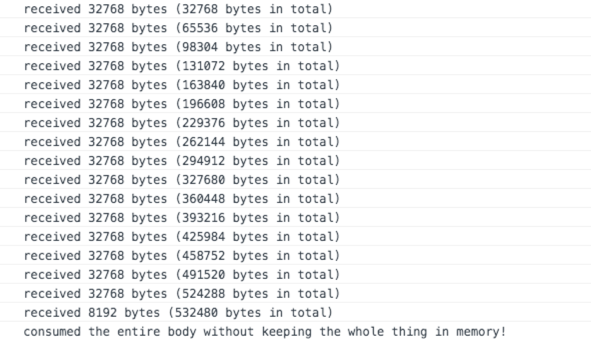 received 32768 bytes (32768 bytes in total)
received 32768 bytes (65536 bytes in total)
received 32768 bytes (98304 bytes in total)
received 32768 bytes (131072 bytes in total)
received 32768 bytes (163840 bytes in total)
received 32768 bytes (196608 bytes in total)
received 32768 bytes (229376 bytes in total)
received 32768 bytes (262144 bytes in total)
received 32768 bytes (294912 bytes in total)
received 32768 bytes (327680 bytes in total)
received 32768 bytes (360448 bytes in total)
received 32768 bytes (393216 bytes in total)
received 32768 bytes (425984 bytes in total)
received 32768 bytes (458752 bytes in total)
received 32768 bytes (491520 bytes in total)
received 32768 bytes (524288 bytes in total)
received 8192 bytes (532480 bytes in total)
consumed the entire body without keeping the whole thing in memory!